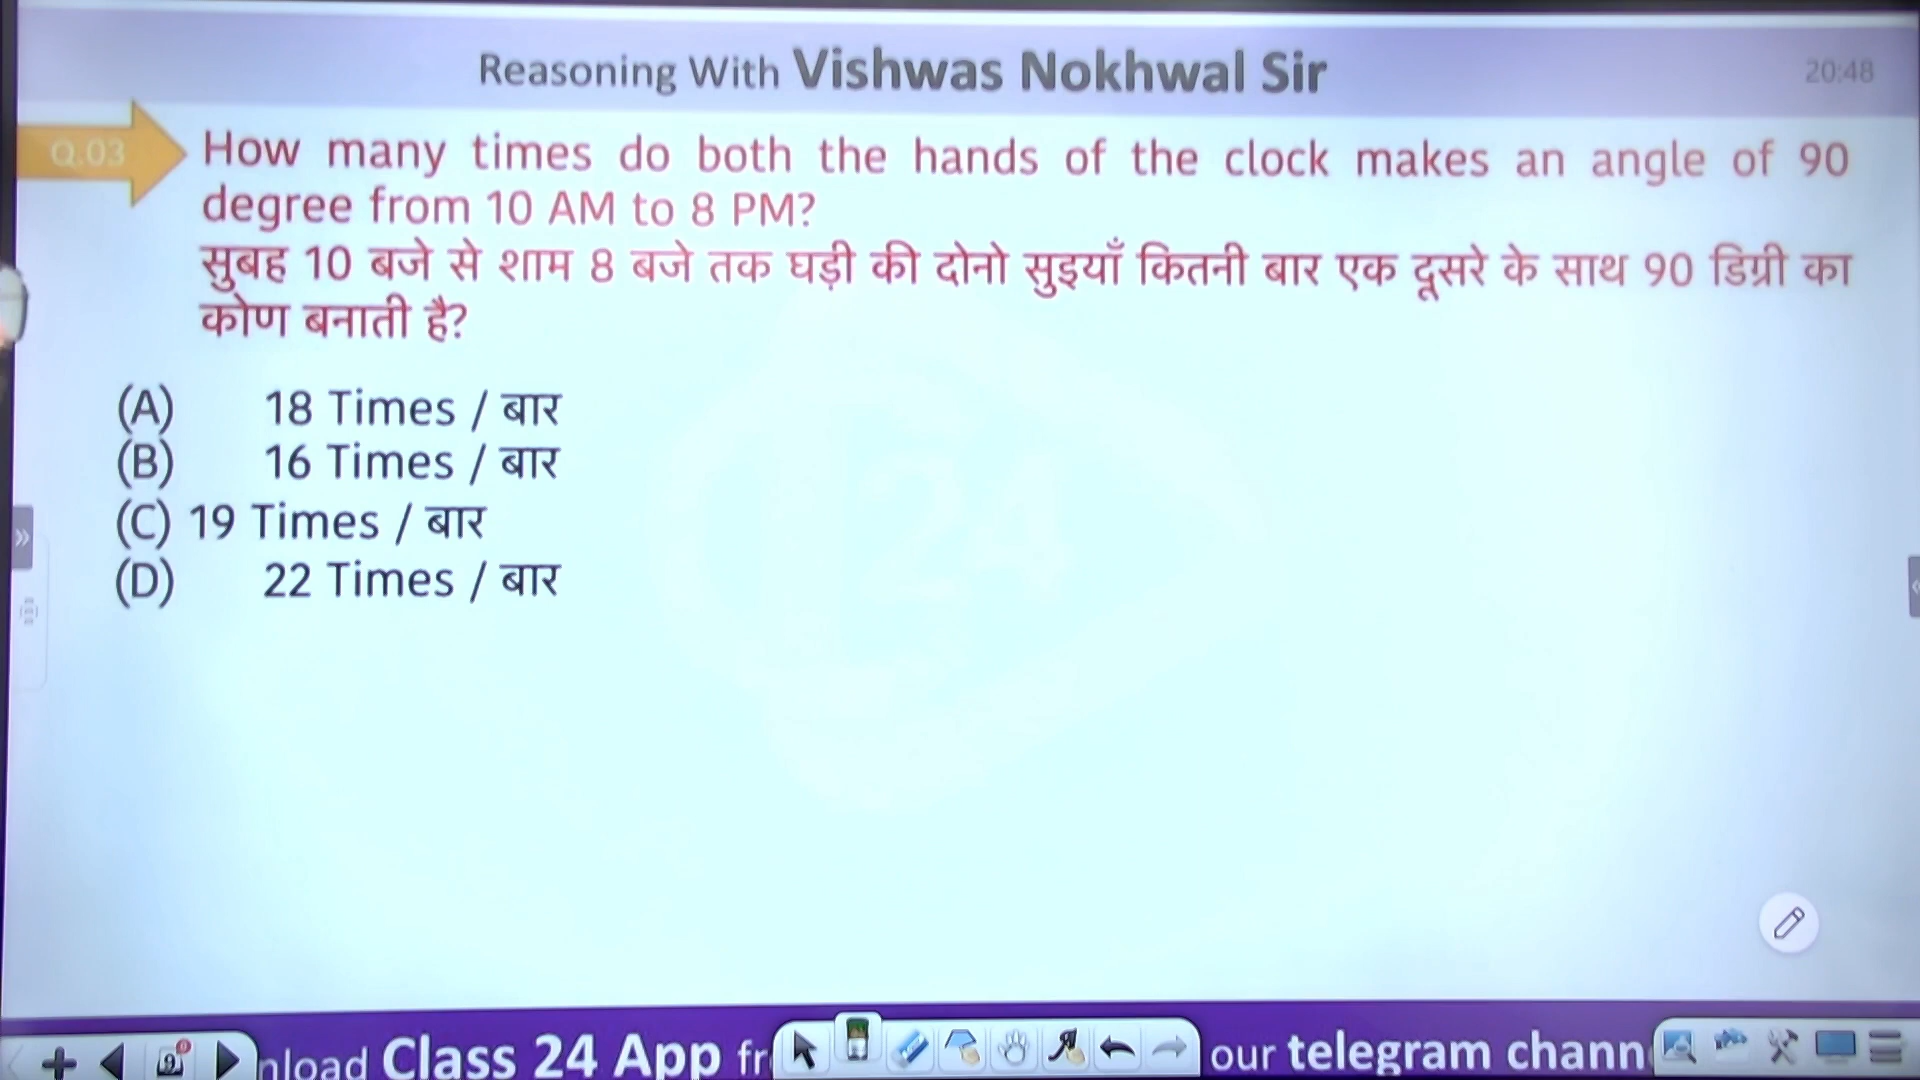 Reasoning With Vishwas Nokhwal Sir
20:48
Q.03
How many times do both the hands of the clock makes an angle of 90
degree from 10 AM to 8 PM?
सुबह 10 बजे से शाम 8 बजे तक घड़ी की दोनो सुइयाँ कितनी बार एक दूसरे के साथ 90 डिग्री का
कोण बनाती है?
(A) 18 Times / बार
(B) 16 Times / बार
(C) 19 Times / बार
(D) 22 Times / बार
24
nload Class 24 App fr
our telegram chann